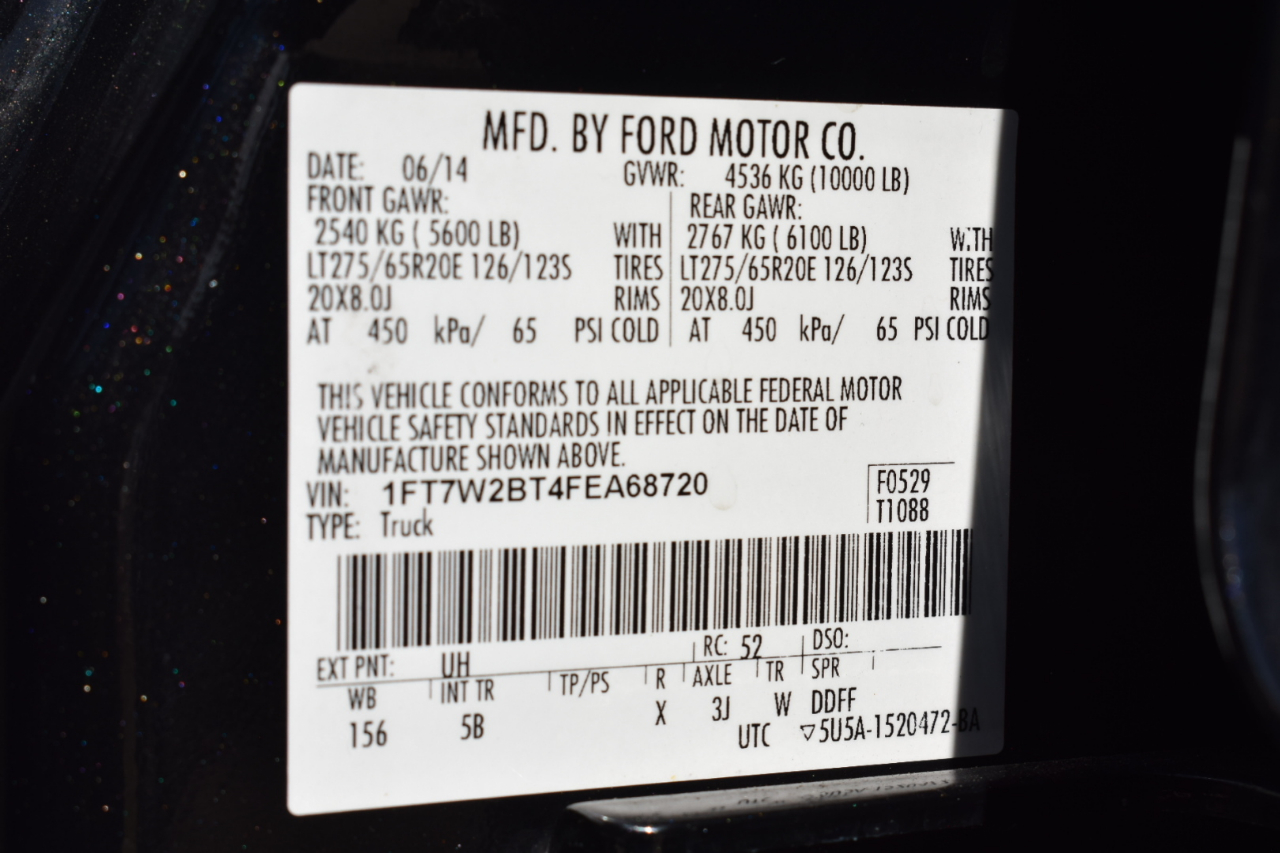 MFD. BY FORD MOTOR CO.
DATE: 06/14 GVWR: 4536 KG (10000 LB)
FRONT GAWR: REAR GAWR:
2540 KG ( 5600 LB) WITH 2767 KG ( 6100 LB) WITH
LT275/65R20E 126/123S TIRES LT275/65R20E 126/123S TIRES
20X8.0J RIMS 20X8.0J RIMS
AT 450 kPa/ 65 PSI COLD AT 450 kPa/ 65 PSI COLD
THIS VEHICLE CONFORMS TO ALL APPLICABLE FEDERAL MOTOR
VEHICLE SAFETY STANDARDS IN EFFECT ON THE DATE OF
MANUFACTURE SHOWN ABOVE.
VIN: 1FT7W2BT4FEA68720 F0529
TYPE: Truck T1088
EXT PNT: UH RC: 52 DSO:
WB INT TR TP/PS R AXLE TR SPR
156 5B X 3J W DDFF
UTC ▽5U5A-1520472-BA